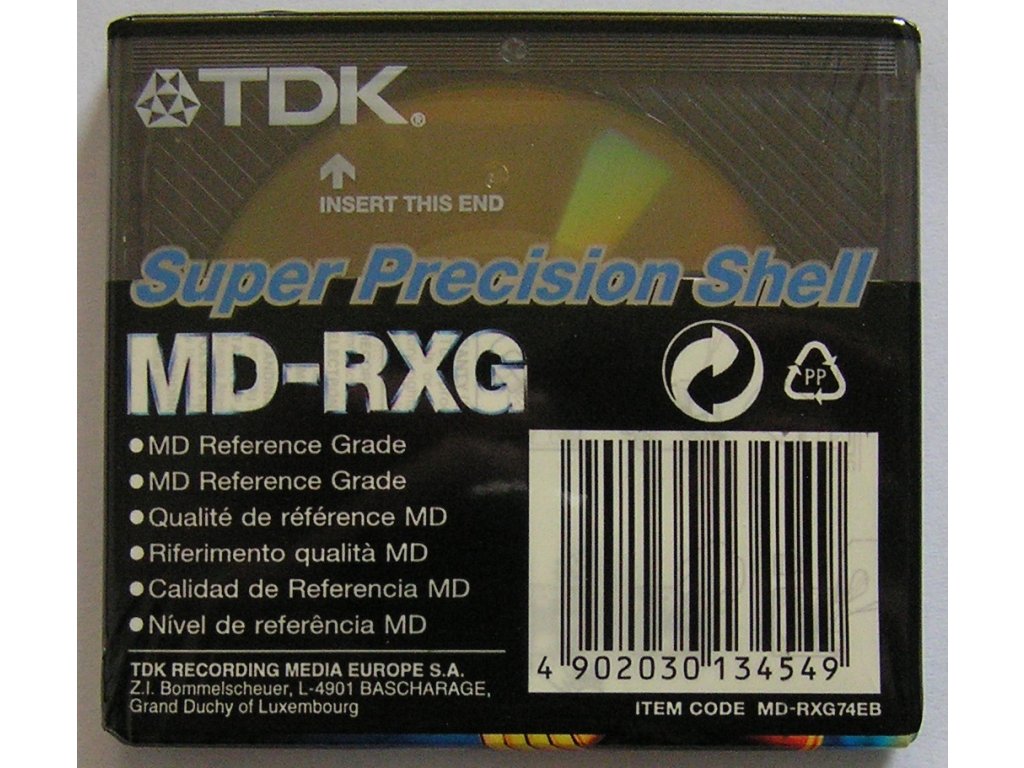 TDK®
INSERT THIS END
Super Precision Shell
MD-RXG
PP
• MD Reference Grade
• MD Reference Grade
• Qualité de référence MD
• Riferimento qualità MD
• Calidad de Referencia MD
• Nível de referência MD
4 902030 134549
TDK RECORDING MEDIA EUROPE S.A.
Z.I. Bommelscheuer, L-4901 BASCHARAGE,
Grand Duchy of Luxembourg
ITEM CODE MD-RXG74EB